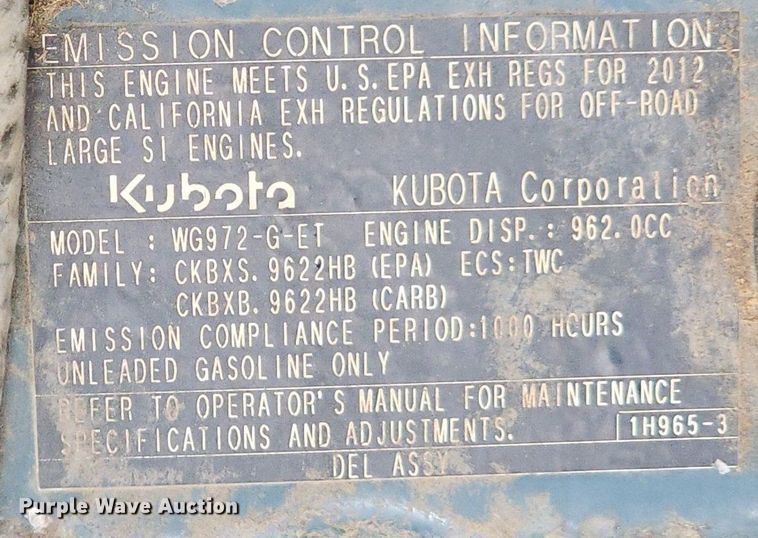 EMISSION CONTROL INFORMATION
THIS ENGINE MEETS U.S.EPA EXH REGS FOR 2012
AND CALIFORNIA EXH REGULATIONS FOR OFF-ROAD
LARGE SI ENGINES.
Kubota KUBOTA Corporation
MODEL : WG972-G-ET ENGINE DISP.: 962.0CC
FAMILY: CKBXS.9622HB (EPA) ECS:TWC
CKBXB.9622HB (CARB)
EMISSION COMPLIANCE PERIOD:1000 HOURS
UNLEADED GASOLINE ONLY
REFER TO OPERATOR'S MANUAL FOR MAINTENANCE
SPECIFICATIONS AND ADJUSTMENTS. 1H965-3
DEL ASSY
Purple Wave Auction